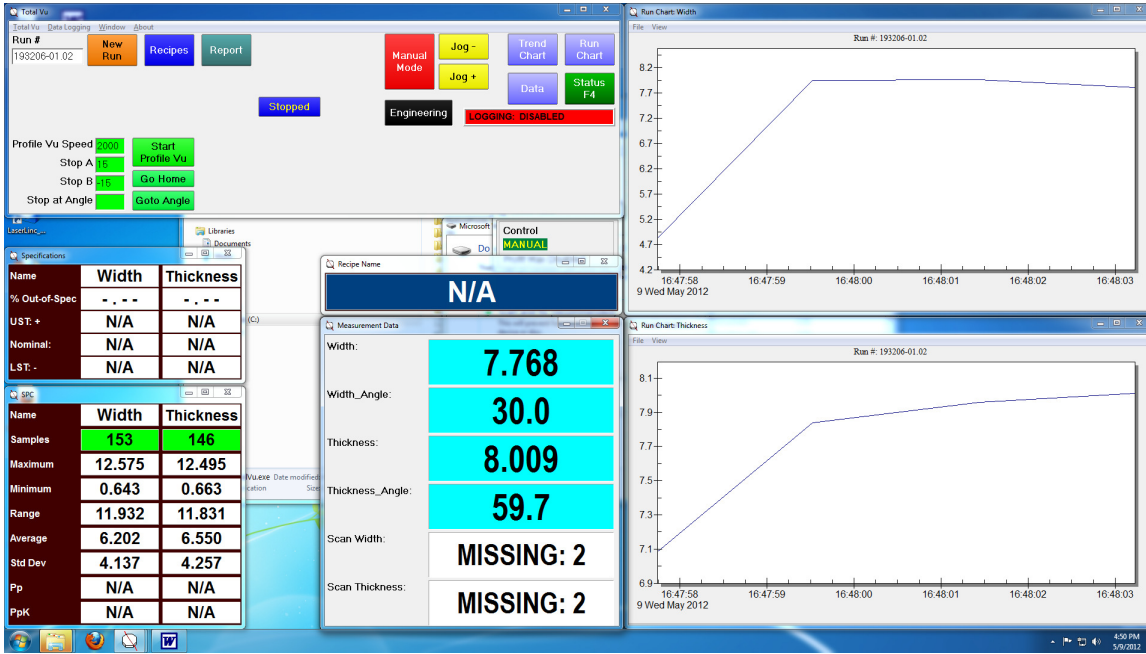 Total Vu
Total Vu Data Logging Window About
Run #
193206-01.02
New Run
Recipes
Report
Manual Mode
Jog -
Jog +
Trend Chart
Run Chart
Data
Status F4
Stopped
Engineering
LOGGING: DISABLED
Profile Vu Speed 2000
Start Profile Vu
Stop A 15
Stop B -15
Go Home
Stop at Angle
Goto Angle
LaserLinc_...
Libraries
Documents
Microsoft
Do
Control
MANUAL
Specifications
Name Width Thickness
% Out-of-Spec -.-- -.--
UST: + N/A N/A
Nominal: N/A N/A
LST: - N/A N/A
(C:)
SPC
Name Width Thickness
Samples 153 146
Maximum 12.575 12.495
Minimum 0.643 0.663
Range 11.932 11.831
Average 6.202 6.550
Std Dev 4.137 4.257
Pp N/A N/A
PpK N/A N/A
lVu.exe Date modified:
ication Size
Recipe Name
N/A
Measurement Data
Width: 7.768
Width_Angle: 30.0
Thickness: 8.009
Thickness_Angle: 59.7
Scan Width: MISSING: 2
Scan Thickness: MISSING: 2
Run Chart: Width
File View
Run #: 193206-01.02
8.2
7.7
7.2
6.7
6.2
5.7
5.2
4.7
4.2
16:47:58 16:47:59 16:48:00 16:48:01 16:48:02 16:48:03
9 Wed May 2012
Run Chart: Thickness
File View
Run #: 193206-01.02
8.1
7.9
7.7
7.5
7.3
7.1
6.9
16:47:58 16:47:59 16:48:00 16:48:01 16:48:02 16:48:03
9 Wed May 2012
W
4:50 PM
5/9/2012